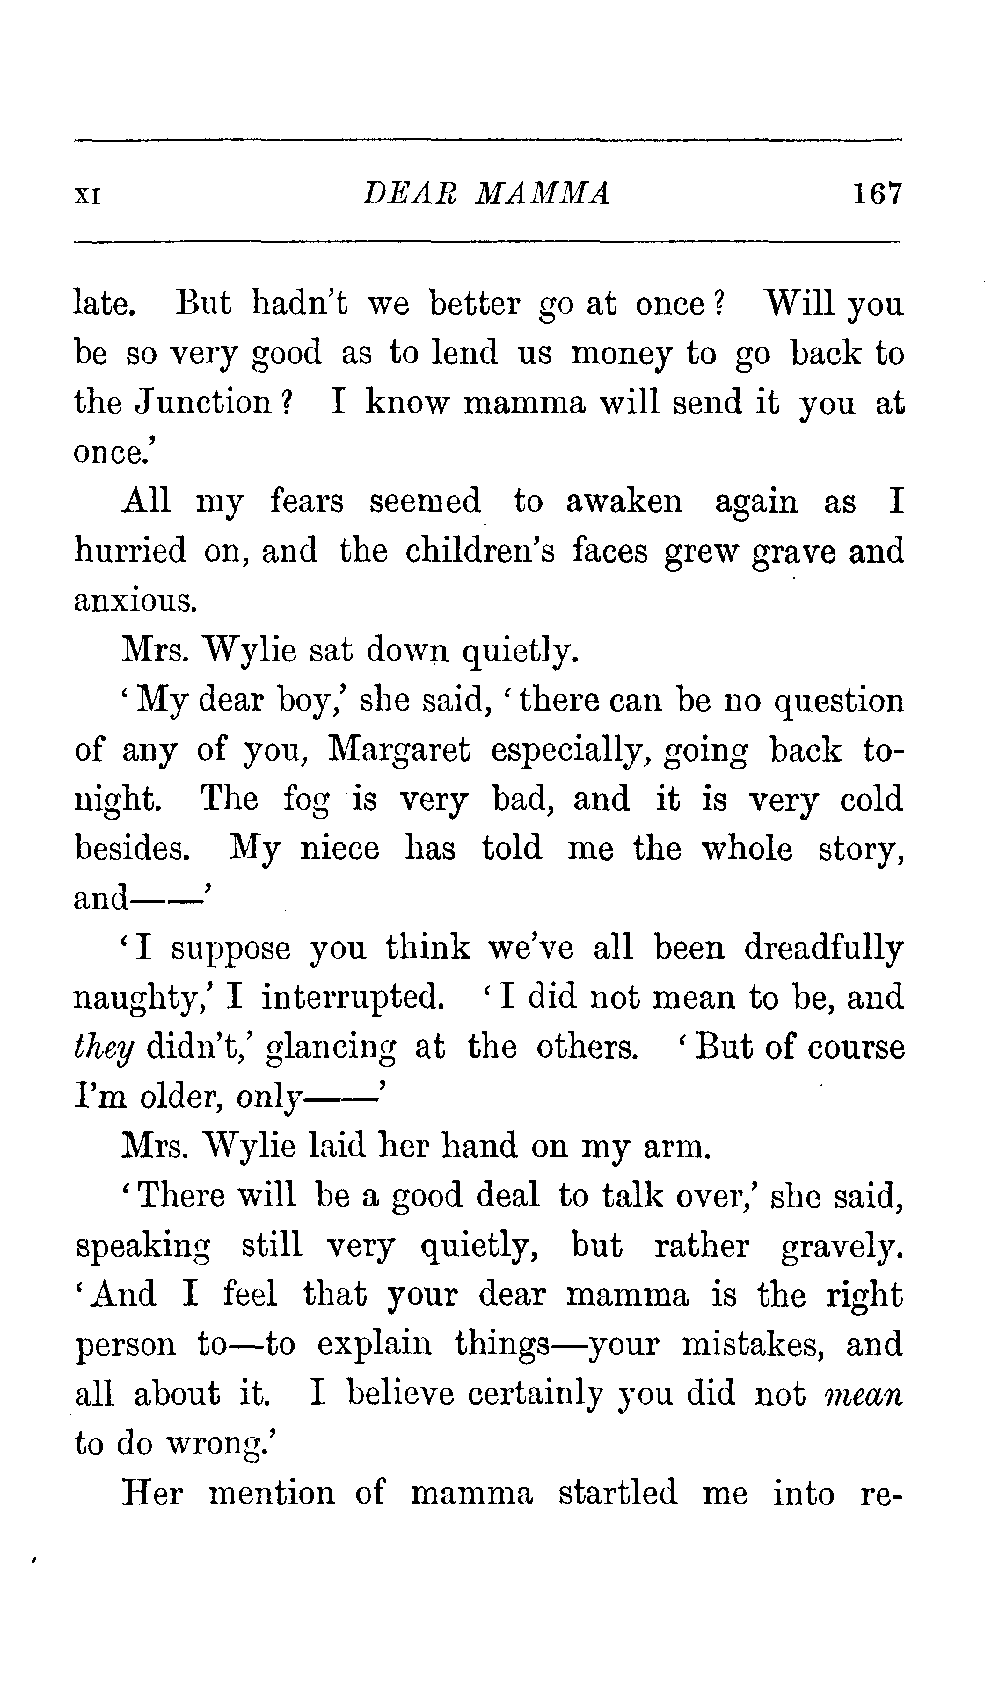 XI DEAR MAMMA 167
late. But hadn't we better go at once? Will you
be so very good as to lend us money to go back to
the Junction? I know mamma will send it you at
once.'
All my fears seemed to awaken again as I
hurried on, and the children's faces grew grave and
anxious.
Mrs. Wylie sat down quietly.
'My dear boy,' she said, 'there can be no question
of any of you, Margaret especially, going back to-
night. The fog is very bad, and it is very cold
besides. My niece has told me the whole story,
and——'
'I suppose you think we've all been dreadfully
naughty,' I interrupted. 'I did not mean to be, and
they didn't,' glancing at the others. 'But of course
I'm older, only——'
Mrs. Wylie laid her hand on my arm.
'There will be a good deal to talk over,' she said,
speaking still very quietly, but rather gravely.
'And I feel that your dear mamma is the right
person to—to explain things—your mistakes, and
all about it. I believe certainly you did not mean
to do wrong.'
Her mention of mamma startled me into re-